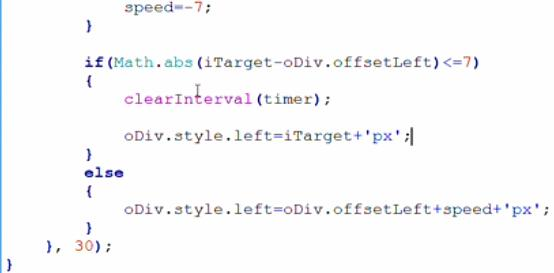 speed=-7;
}
if(Math.abs(iTarget-oDiv.offsetLeft)<=7)
{
clearInterval(timer);
oDiv.style.left=iTarget+'px';
}
else
{
oDiv.style.left=oDiv.offsetLeft+speed+'px';
}
}, 30);
}